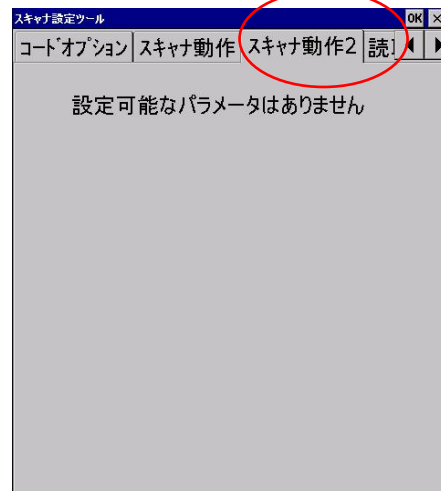 スキャナ設定ツール OK ×
コードオプション スキャナ動作 スキャナ動作2 読
設定可能なパラメータはありません